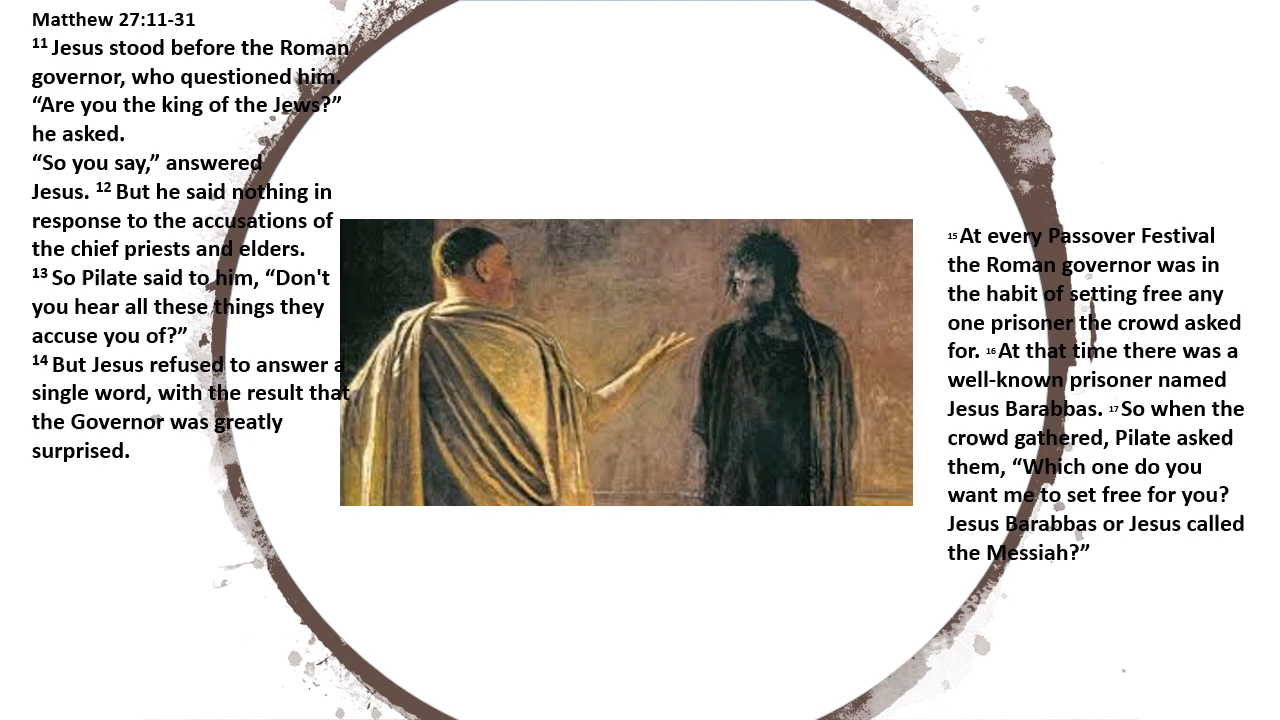 Matthew 27:11-31
11 Jesus stood before the Roman
governor, who questioned him.
“Are you the king of the Jews?”
he asked.
“So you say,” answered
Jesus. 12 But he said nothing in
response to the accusations of
the chief priests and elders.
13 So Pilate said to him, “Don't
you hear all these things they
accuse you of?”
14 But Jesus refused to answer a
single word, with the result that
the Governor was greatly
surprised.
15 At every Passover Festival
the Roman governor was in
the habit of setting free any
one prisoner the crowd asked
for. 16 At that time there was a
well-known prisoner named
Jesus Barabbas. 17 So when the
crowd gathered, Pilate asked
them, “Which one do you
want me to set free for you?
Jesus Barabbas or Jesus called
the Messiah?”